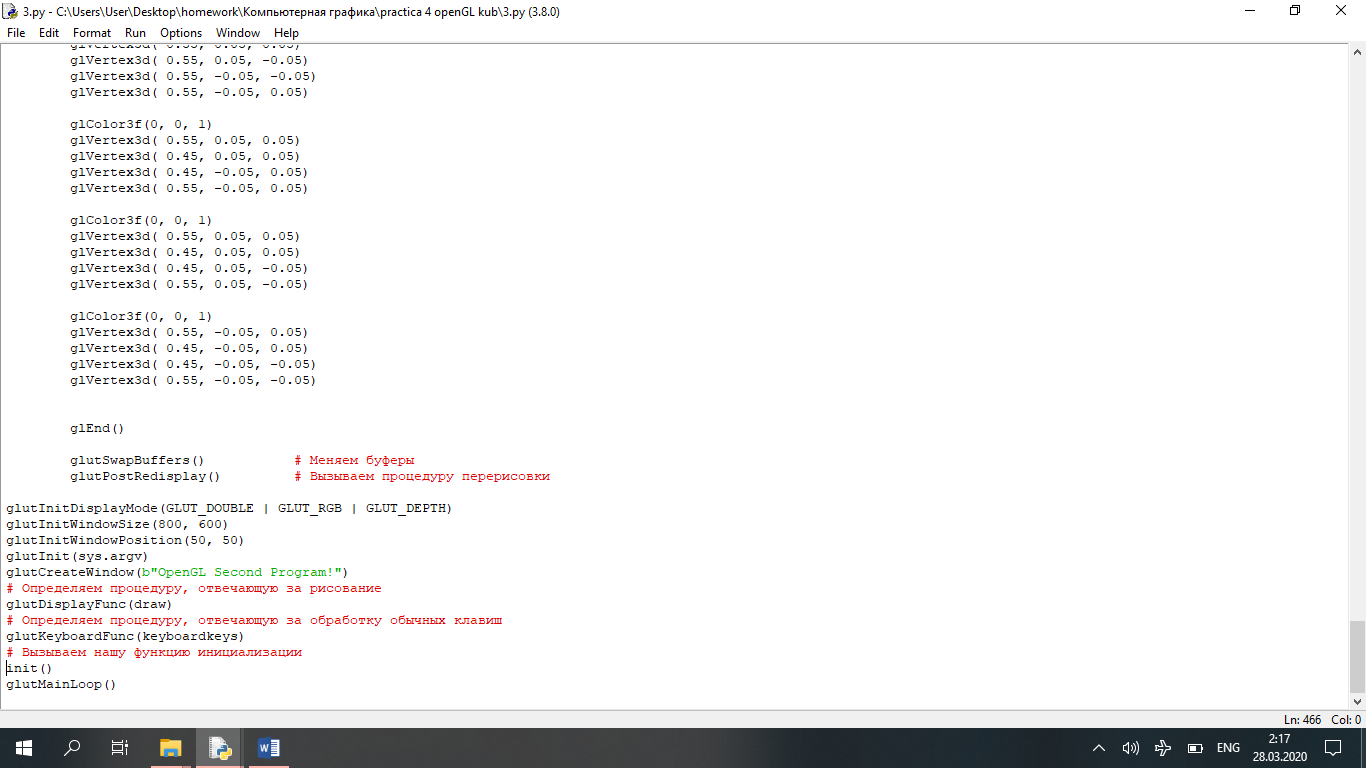 3.py - C:\Users\User\Desktop\homework\Компьютерная графика\practica 4 openGL kub\3.py (3.8.0)
File Edit Format Run Options Window Help
glVertex3d( 0.55, 0.05, 0.05)
glVertex3d( 0.55, 0.05, -0.05)
glVertex3d( 0.55, -0.05, -0.05)
glVertex3d( 0.55, -0.05, 0.05)
glColor3f(0, 0, 1)
glVertex3d( 0.55, 0.05, 0.05)
glVertex3d( 0.45, 0.05, 0.05)
glVertex3d( 0.45, -0.05, 0.05)
glVertex3d( 0.55, -0.05, 0.05)
glColor3f(0, 0, 1)
glVertex3d( 0.55, 0.05, 0.05)
glVertex3d( 0.45, 0.05, 0.05)
glVertex3d( 0.45, 0.05, -0.05)
glVertex3d( 0.55, 0.05, -0.05)
glColor3f(0, 0, 1)
glVertex3d( 0.55, -0.05, 0.05)
glVertex3d( 0.45, -0.05, 0.05)
glVertex3d( 0.45, -0.05, -0.05)
glVertex3d( 0.55, -0.05, -0.05)
glEnd()
glutSwapBuffers() # Меняем буферы
glutPostRedisplay() # Вызываем процедуру перерисовки
glutInitDisplayMode(GLUT_DOUBLE | GLUT_RGB | GLUT_DEPTH)
glutInitWindowSize(800, 600)
glutInitWindowPosition(50, 50)
glutInit(sys.argv)
glutCreateWindow(b"OpenGL Second Program!")
# Определяем процедуру, отвечающую за рисование
glutDisplayFunc(draw)
# Определяем процедуру, отвечающую за обработку обычных клавиш
glutKeyboardFunc(keyboardkeys)
# Вызываем нашу функцию инициализации
init()
glutMainLoop()
Ln: 466 Col: 0
ENG
2:17
28.03.2020